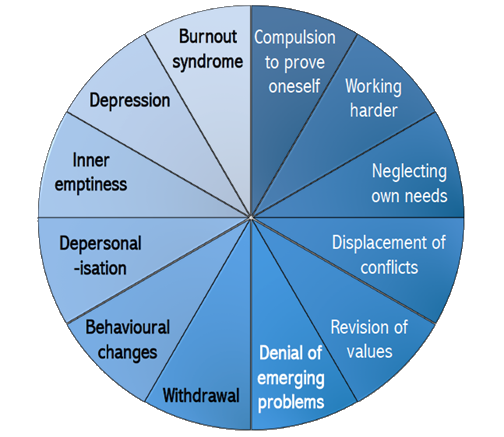 Compulsion
to prove
oneself
Working
harder
Neglecting
own needs
Displacement of
conflicts
Revision of
values
Denial of
emerging
problems
Withdrawal
Behavioural
changes
Depersonal
-isation
Inner
emptiness
Depression
Burnout
syndrome